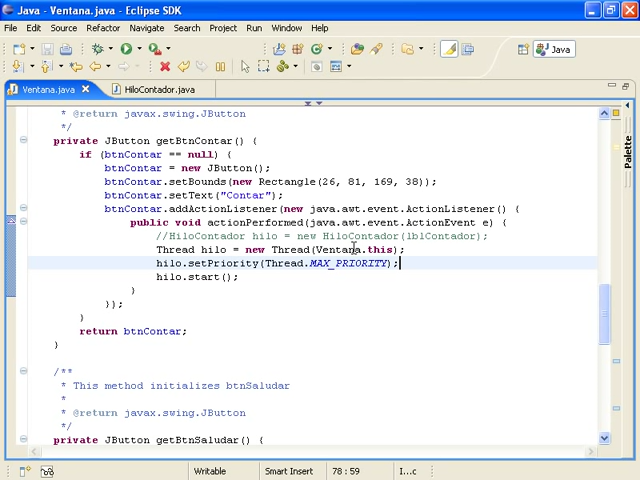 Java - Ventana.java - Eclipse SDK
File Edit Source Refactor Navigate Search Project Run Window Help
Java
Ventana.java HiloContador.java
* @return javax.swing.JButton
*/
private JButton getBtnContar() {
if (btnContar == null) {
btnContar = new JButton();
btnContar.setBounds(new Rectangle(26, 81, 169, 38));
btnContar.setText("Contar");
btnContar.addActionListener(new java.awt.event.ActionListener() {
public void actionPerformed(java.awt.event.ActionEvent e) {
//HiloContador hilo = new HiloContador(lblContador);
Thread hilo = new Thread(Ventana.this);
hilo.setPriority(Thread.MAX_PRIORITY);
hilo.start();
}
});
}
return btnContar;
}
/**
* This method initializes btnSaludar
*
* @return javax.swing.JButton
*/
private JButton getBtnSaludar() {
Palette
Writable Smart Insert 78 : 59 I...c